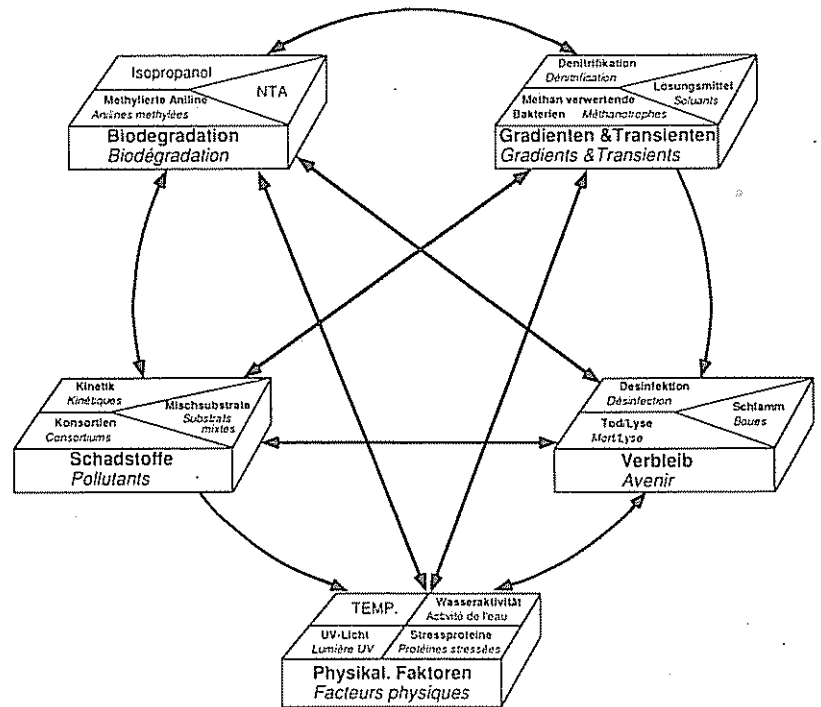 Isopropanol
NTA
Methylierte Aniline
Anilines methylées
Biodegradation
Biodégradation
Denitrifikation
Dénitrification
Lösungsmittel
Soluants
Methan verwertende
Bakterien Méthanotrophes
Gradienten &Transienten
Gradients &Transients
Kinetik
Kinétiques
Mischsubstrate
Substrats
mixtes
Konsortien
Consortiums
Schadstoffe
Pollutants
Desinfektion
Désinfection
Schlamm
Boues
Tod/Lyse
Mort/Lyse
Verbleib
Avenir
TEMP.
Wasseraktivität
Activité de l'eau
UV-Licht
Lumière UV
Stressproteine
Protéines stressées
Physikal. Faktoren
Facteurs physiques